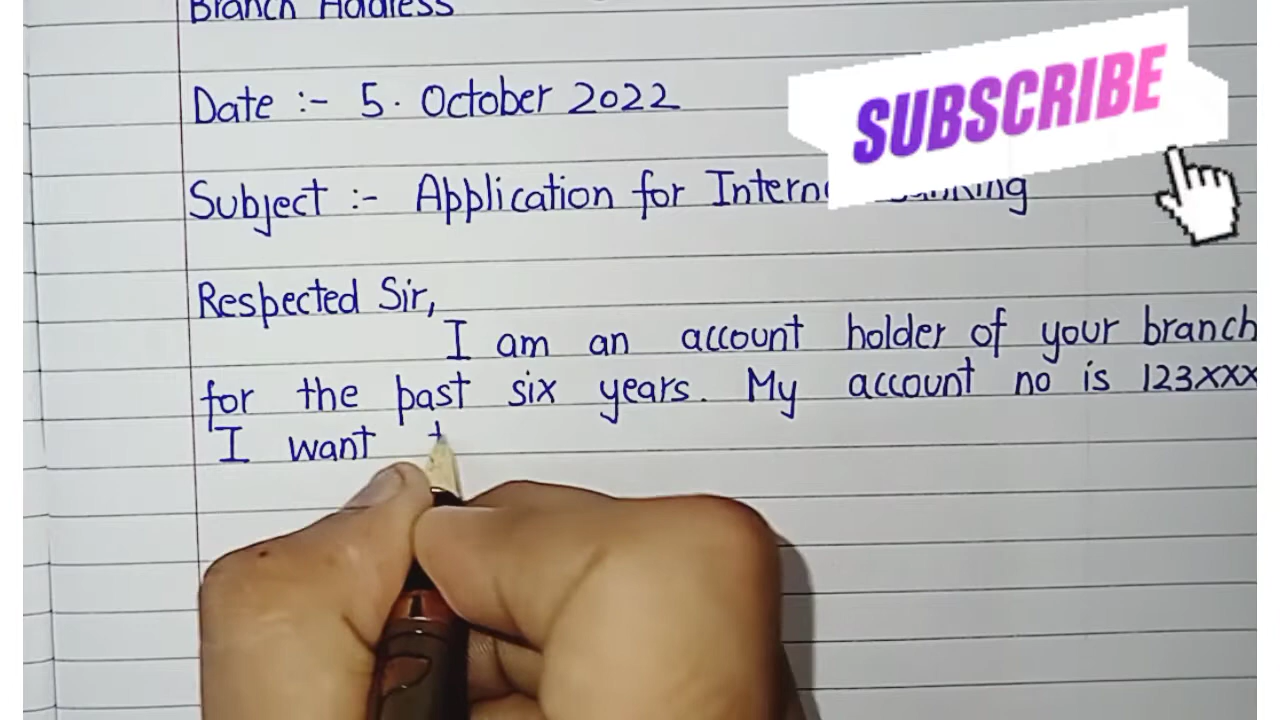 Branch Address
Date :- 5. October 2022
SUBSCRIBE
Subject :- Application for
Respected Sir,
I am an account holder of your branch
for the past six years. My account no is 123xxx
I want